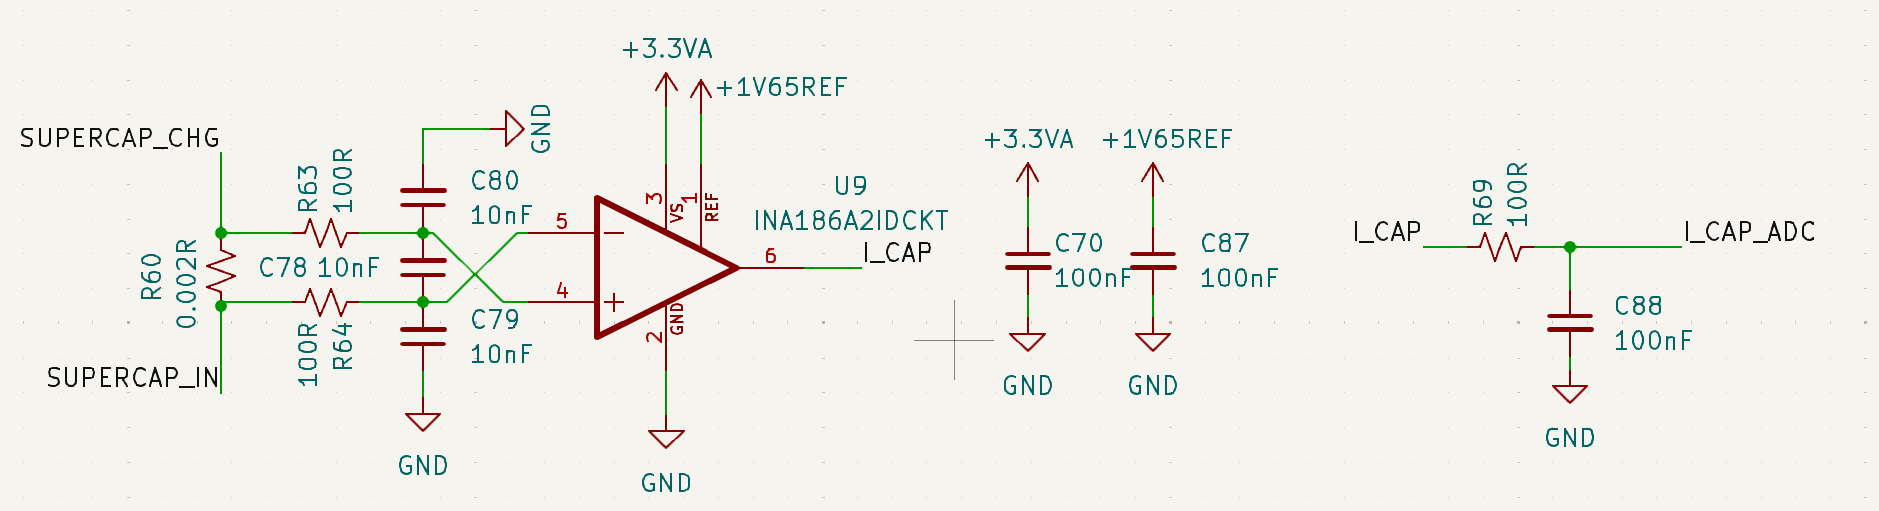 SUPERCAP_CHG
R60
0.002R
SUPERCAP_IN
R63
100R
100R
R64
C78 10nF
GND
C80
10nF
C79
10nF
GND
+3.3VA
+1V65REF
5
4
3
VS
1
REF
2
GND
6
U9
INA186A2IDCKT
I_CAP
GND
+3.3VA
C70
100nF
GND
+1V65REF
C87
100nF
GND
I_CAP
R69
100R
I_CAP_ADC
C88
100nF
GND